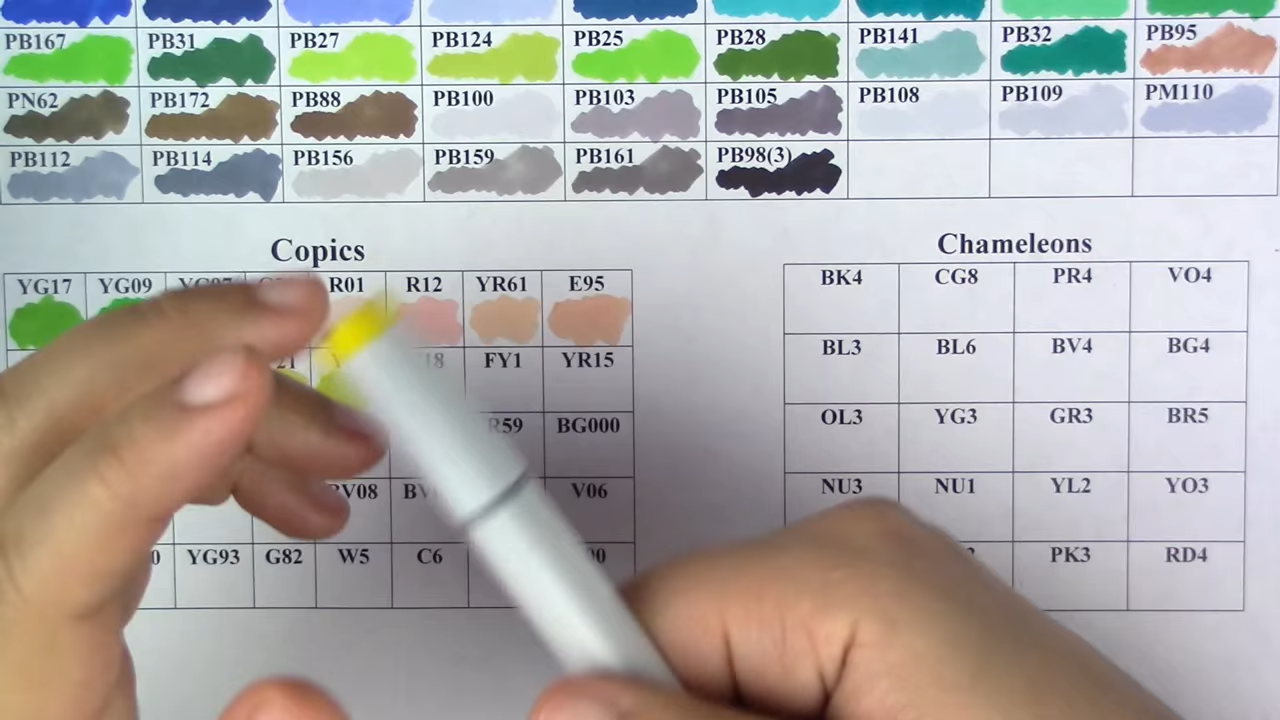 PB167 PB31 PB27 PB124 PB25 PB28 PB141 PB32 PB95
PN62 PB172 PB88 PB100 PB103 PB105 PB108 PB109 PM110
PB112 PB114 PB156 PB159 PB161 PB98(3)
Copics
YG17 YG09 R01 R12 YR61 E95
FY1 YR15
BG000
V06
YG93 G82 W5 C6
Chameleons
BK4 CG8 PR4 VO4
BL3 BL6 BV4 BG4
OL3 YG3 GR3 BR5
NU3 NU1 YL2 YO3
PK3 RD4